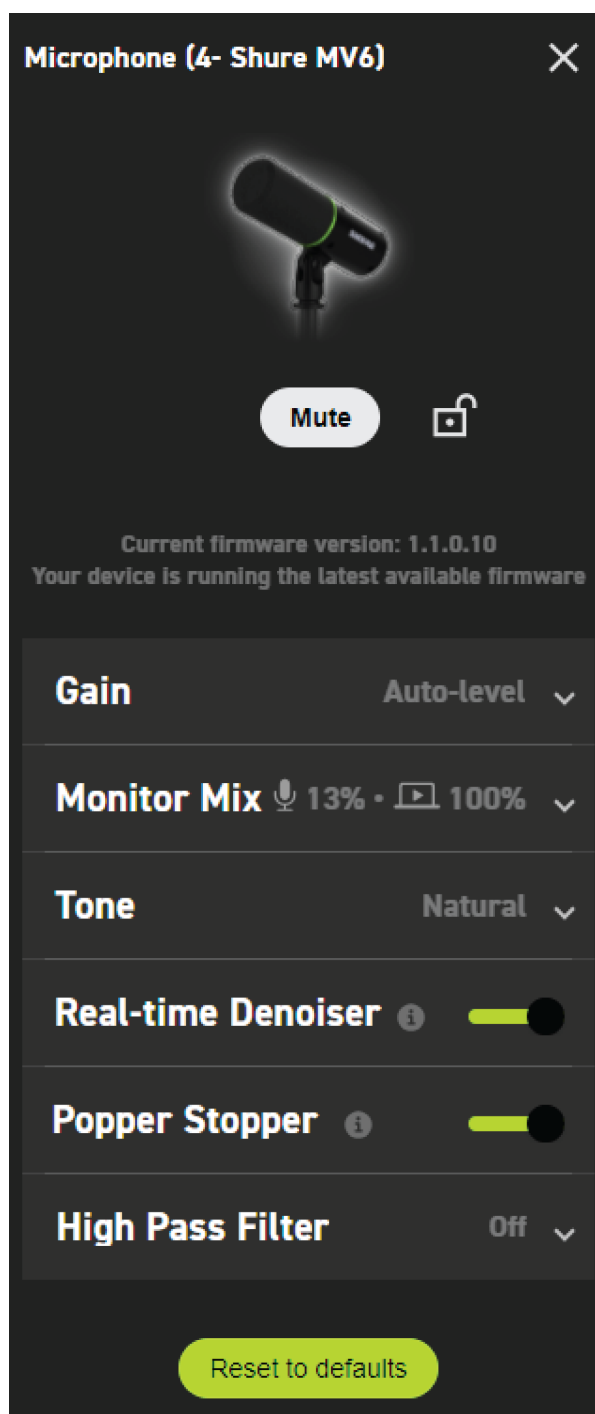 Microphone (4- Shure MV6)
Mute
Current firmware version: 1.1.0.10
Your device is running the latest available firmware
Gain Auto-level
Monitor Mix 13% • 100%
Tone Natural
Real-time Denoiser
Popper Stopper
High Pass Filter Off
Reset to defaults